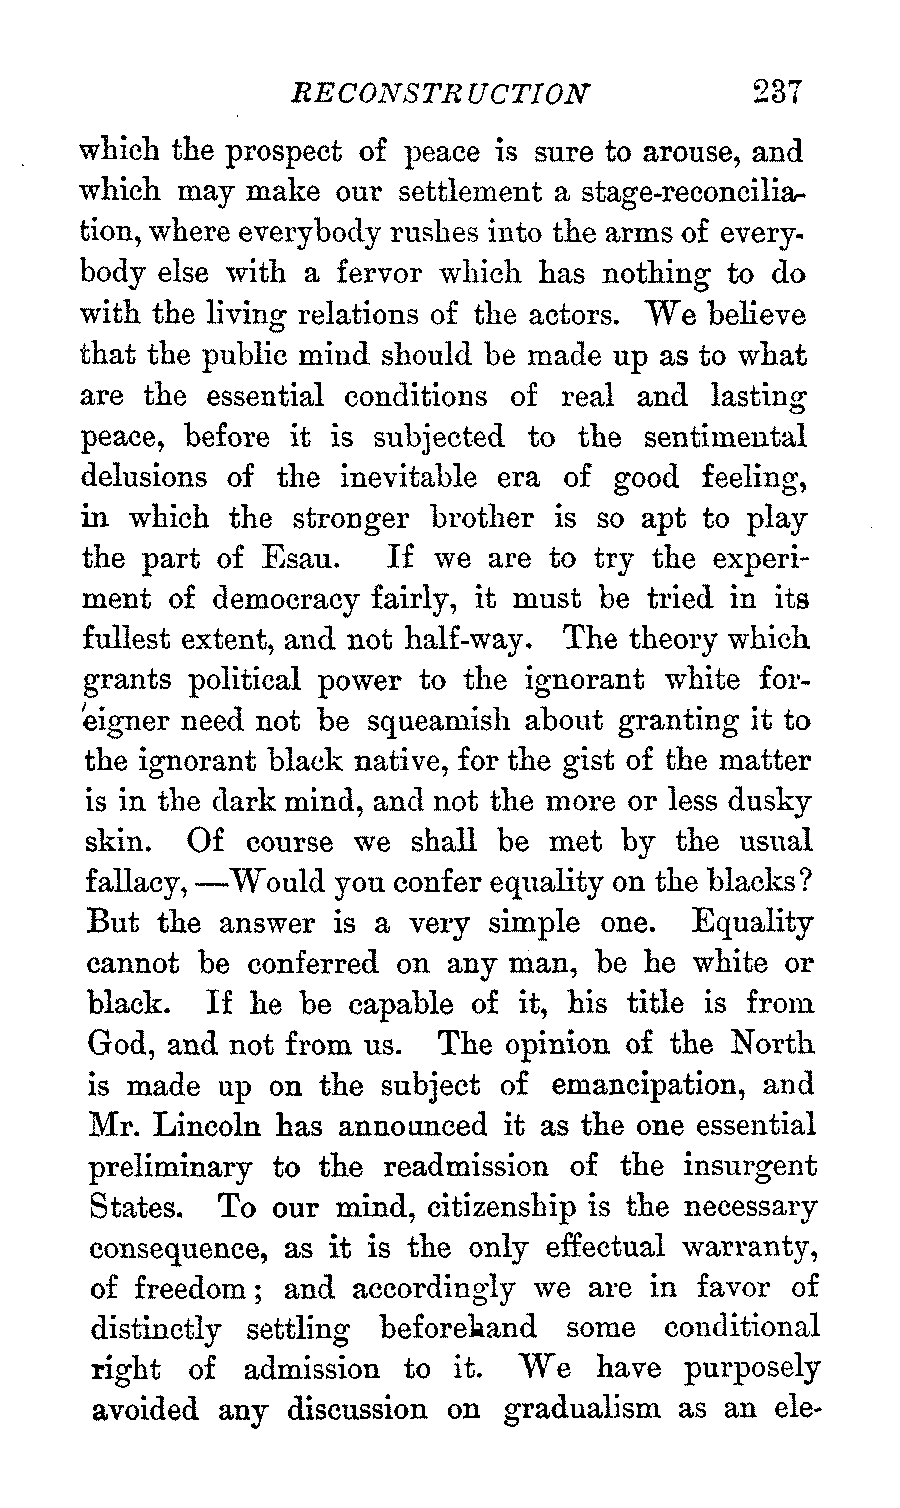 RECONSTRUCTION 237
which the prospect of peace is sure to arouse, and
which may make our settlement a stage-reconcilia-
tion, where everybody rushes into the arms of every-
body else with a fervor which has nothing to do
with the living relations of the actors. We believe
that the public mind should be made up as to what
are the essential conditions of real and lasting
peace, before it is subjected to the sentimental
delusions of the inevitable era of good feeling,
in which the stronger brother is so apt to play
the part of Esau. If we are to try the experi-
ment of democracy fairly, it must be tried in its
fullest extent, and not half-way. The theory which
grants political power to the ignorant white for-
eigner need not be squeamish about granting it to
the ignorant black native, for the gist of the matter
is in the dark mind, and not the more or less dusky
skin. Of course we shall be met by the usual
fallacy, —Would you confer equality on the blacks?
But the answer is a very simple one. Equality
cannot be conferred on any man, be he white or
black. If he be capable of it, his title is from
God, and not from us. The opinion of the North
is made up on the subject of emancipation, and
Mr. Lincoln has announced it as the one essential
preliminary to the readmission of the insurgent
States. To our mind, citizenship is the necessary
consequence, as it is the only effectual warranty,
of freedom; and accordingly we are in favor of
distinctly settling beforehand some conditional
right of admission to it. We have purposely
avoided any discussion on gradualism as an ele-